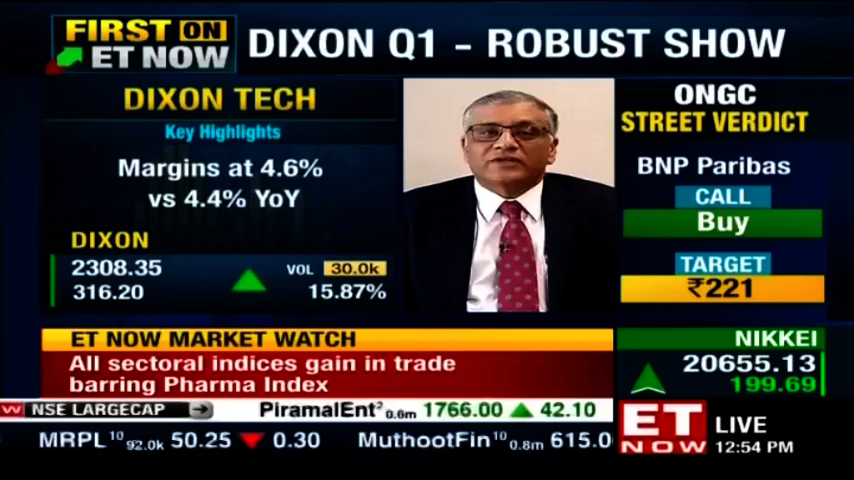 FIRST ON
ET NOW
DIXON Q1 - ROBUST SHOW
DIXON TECH
Key Highlights
Margins at 4.6%
vs 4.4% YoY
DIXON
2308.35
VOL 30.0k
316.20
15.87%
ONGC
STREET VERDICT
BNP Paribas
CALL
Buy
TARGET
₹221
ET NOW MARKET WATCH
All sectoral indices gain in trade
barring Pharma Index
NIKKEI
20655.13
199.69
NSE LARGECAP
PiramalEnt² 0.6m 1766.00 42.10
MRPL¹⁰ 92.0k 50.25 0.30 MuthootFin¹⁰ 0.8m 615.0
ET
NOW
LIVE
12:54 PM